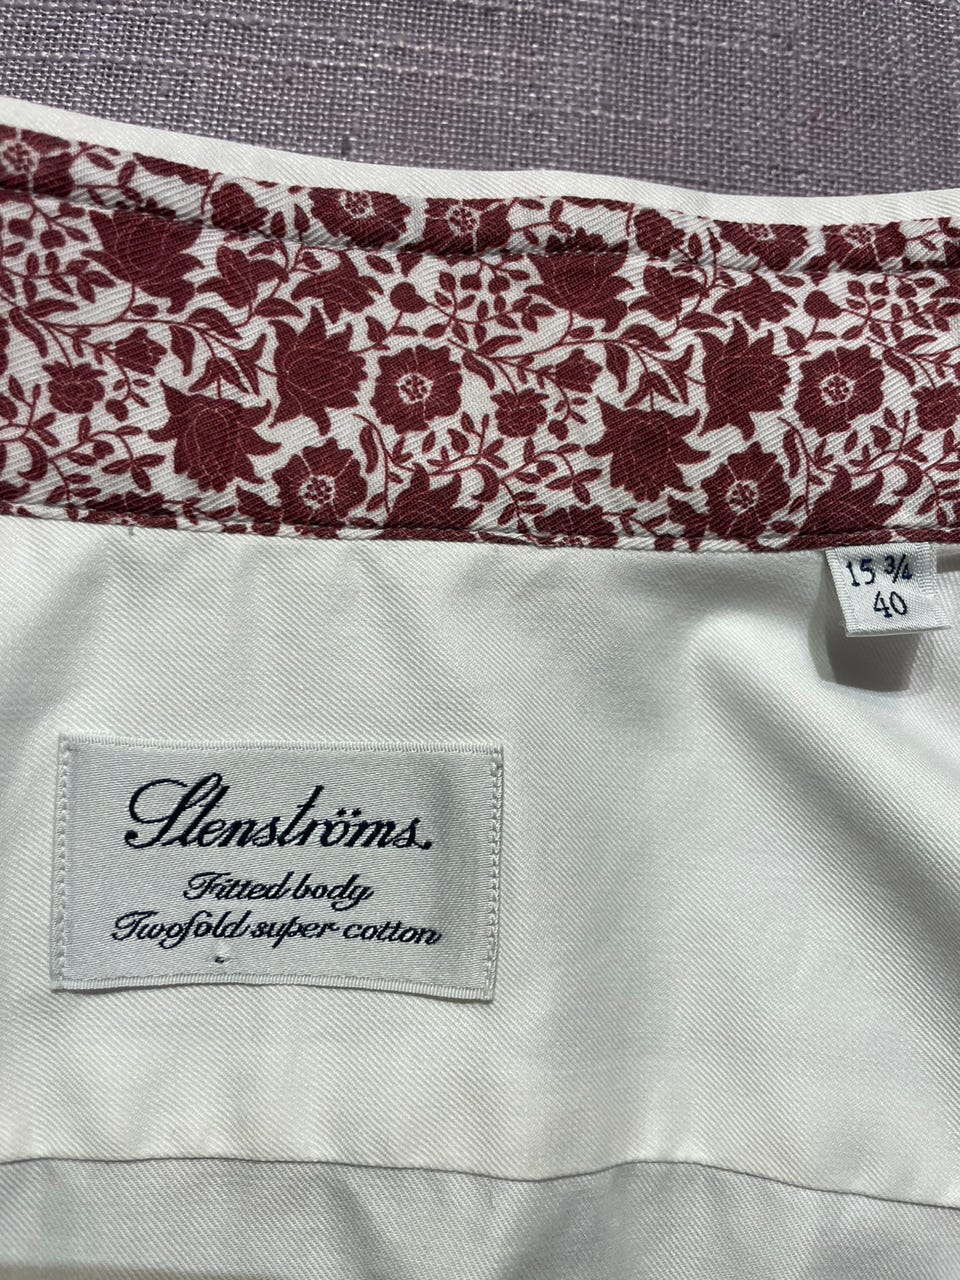 15 3/4
40
Stenströms.
Fitted body
Twofold super cotton